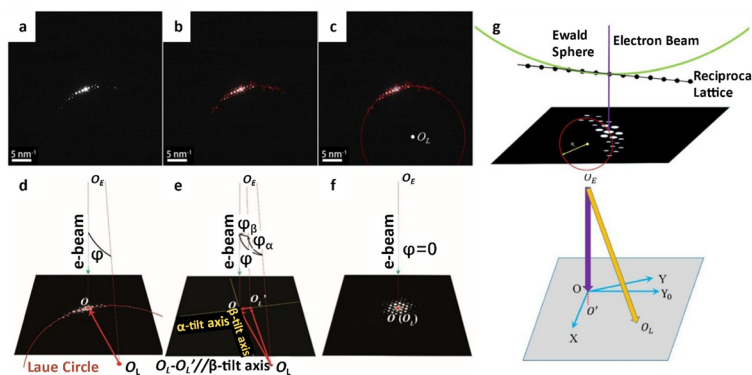 a
b
c
g
5 nm⁻¹
5 nm⁻¹
5 nm⁻¹
O_L
Ewald
Sphere
Electron Beam
Reciproca
Lattice
d
e
f
O_E
O_E
O_E
O_E
e-beam
φ
e-beam
φ_β
φ_α
φ
e-beam
φ=0
O
O
O_L'
O (O_L)
α-tilt axis
β-tilt axis
Laue Circle
O_L
O_L-O_L'//β-tilt axis
O_L
O
O'
Y
Y₀
X
O_L